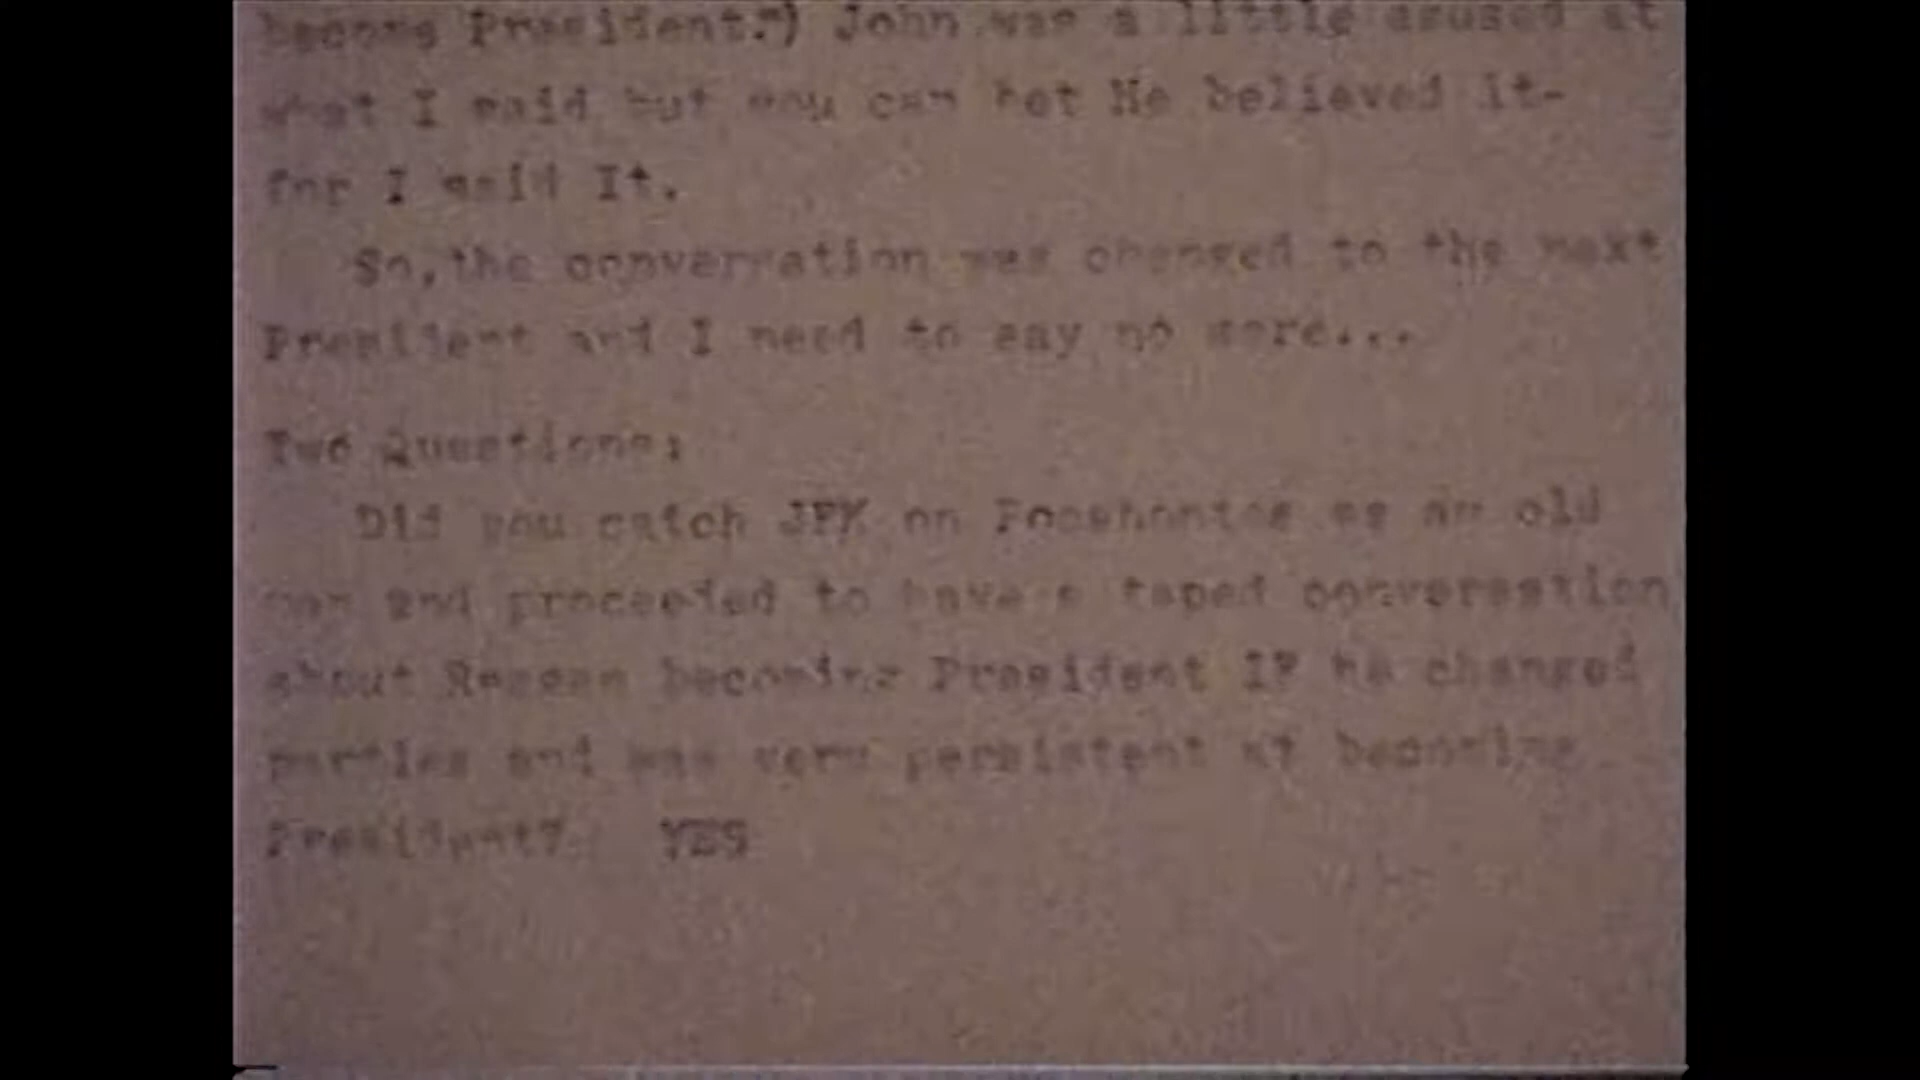 become President?) John was a little amused at
what I said but you can bet He believed it-
for I said It.
So,the conversation was changed to the next
President and I need to say no more...
Two Questions:
Did you catch JFK on Pocahontas as an old
man and proceeded to have a taped conversation
about Reagan becoming President IF he changed
parties and was very persistent at becoming
President? YES